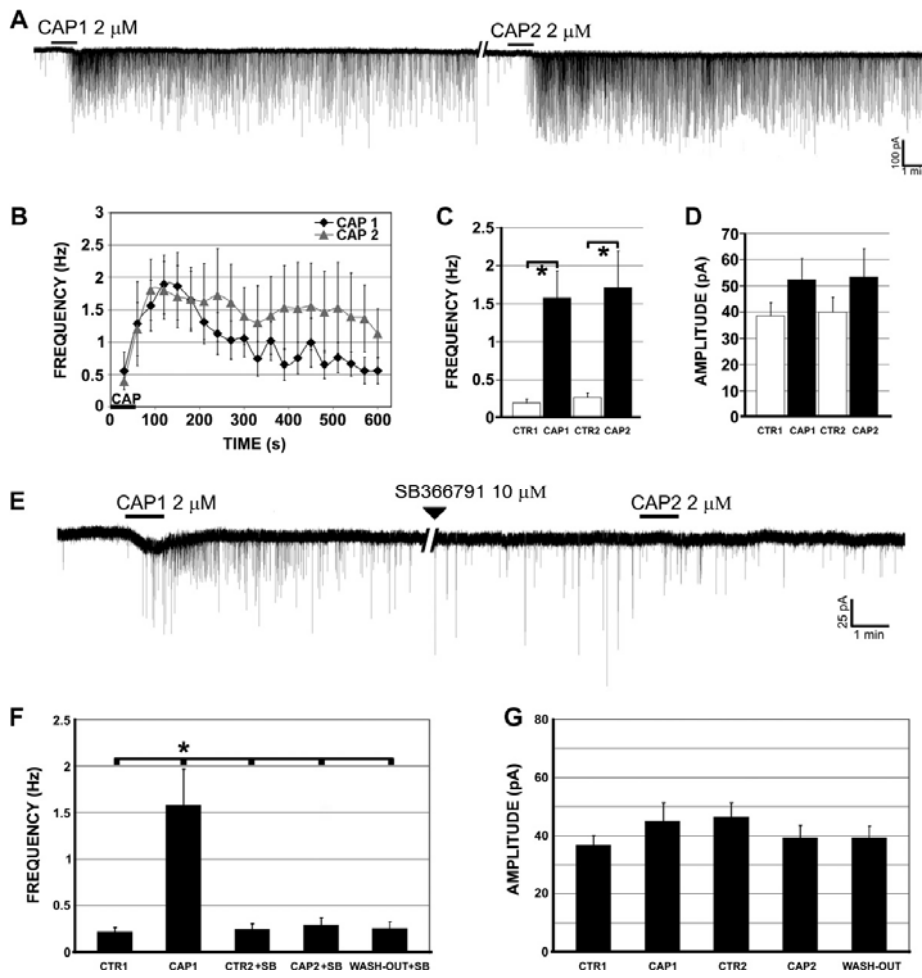 A
CAP1 2 μM
CAP2 2 μM
100 pA
1 min
B
FREQUENCY (Hz)
3
2.5
2
1.5
1
0.5
0
CAP 1
CAP 2
CAP
0 100 200 300 400 500 600
TIME (s)
C
FREQUENCY (Hz)
2.5
2
1.5
1
0.5
0
*
*
CTR1 CAP1 CTR2 CAP2
D
AMPLITUDE (pA)
70
60
50
40
30
20
10
0
CTR1 CAP1 CTR2 CAP2
E
CAP1 2 μM
SB366791 10 μM
CAP2 2 μM
25 pA
1 min
F
FREQUENCY (Hz)
2.5
2
1.5
1
0.5
0
*
CTR1 CAP1 CTR2+SB CAP2+SB WASH-OUT+SB
G
AMPLITUDE (pA)
80
60
40
20
0
CTR1 CAP1 CTR2 CAP2 WASH-OUT